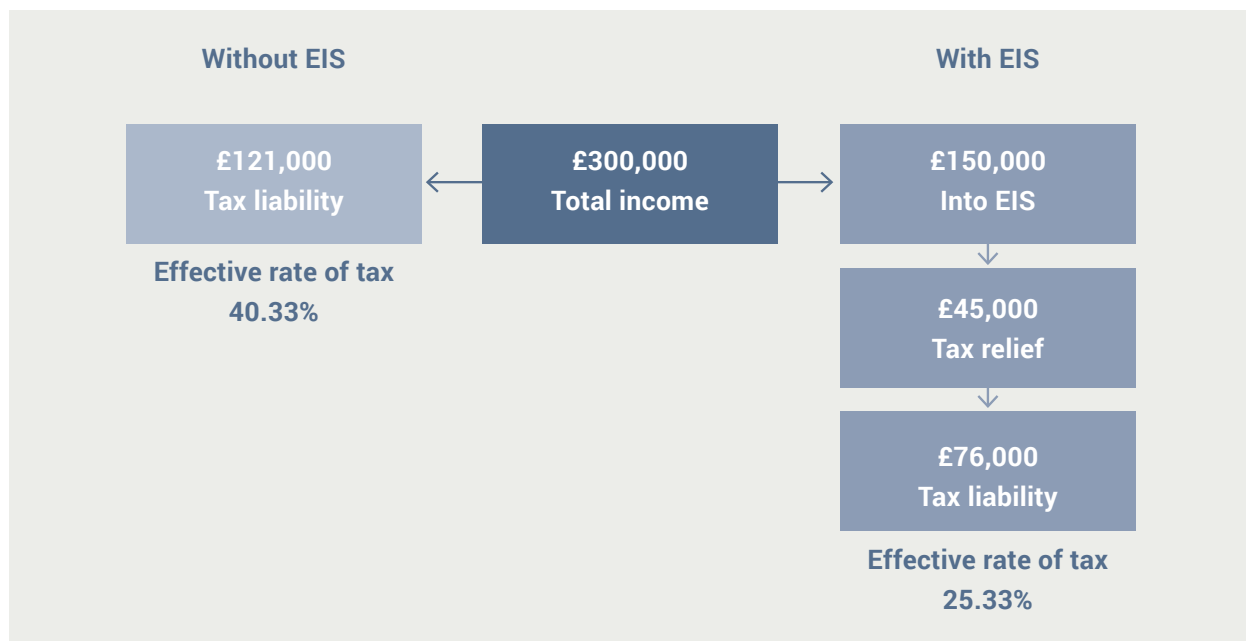 Without EIS
With EIS
£121,000
Tax liability
Effective rate of tax
40.33%
£300,000
Total income
£150,000
Into EIS
£45,000
Tax relief
£76,000
Tax liability
Effective rate of tax
25.33%